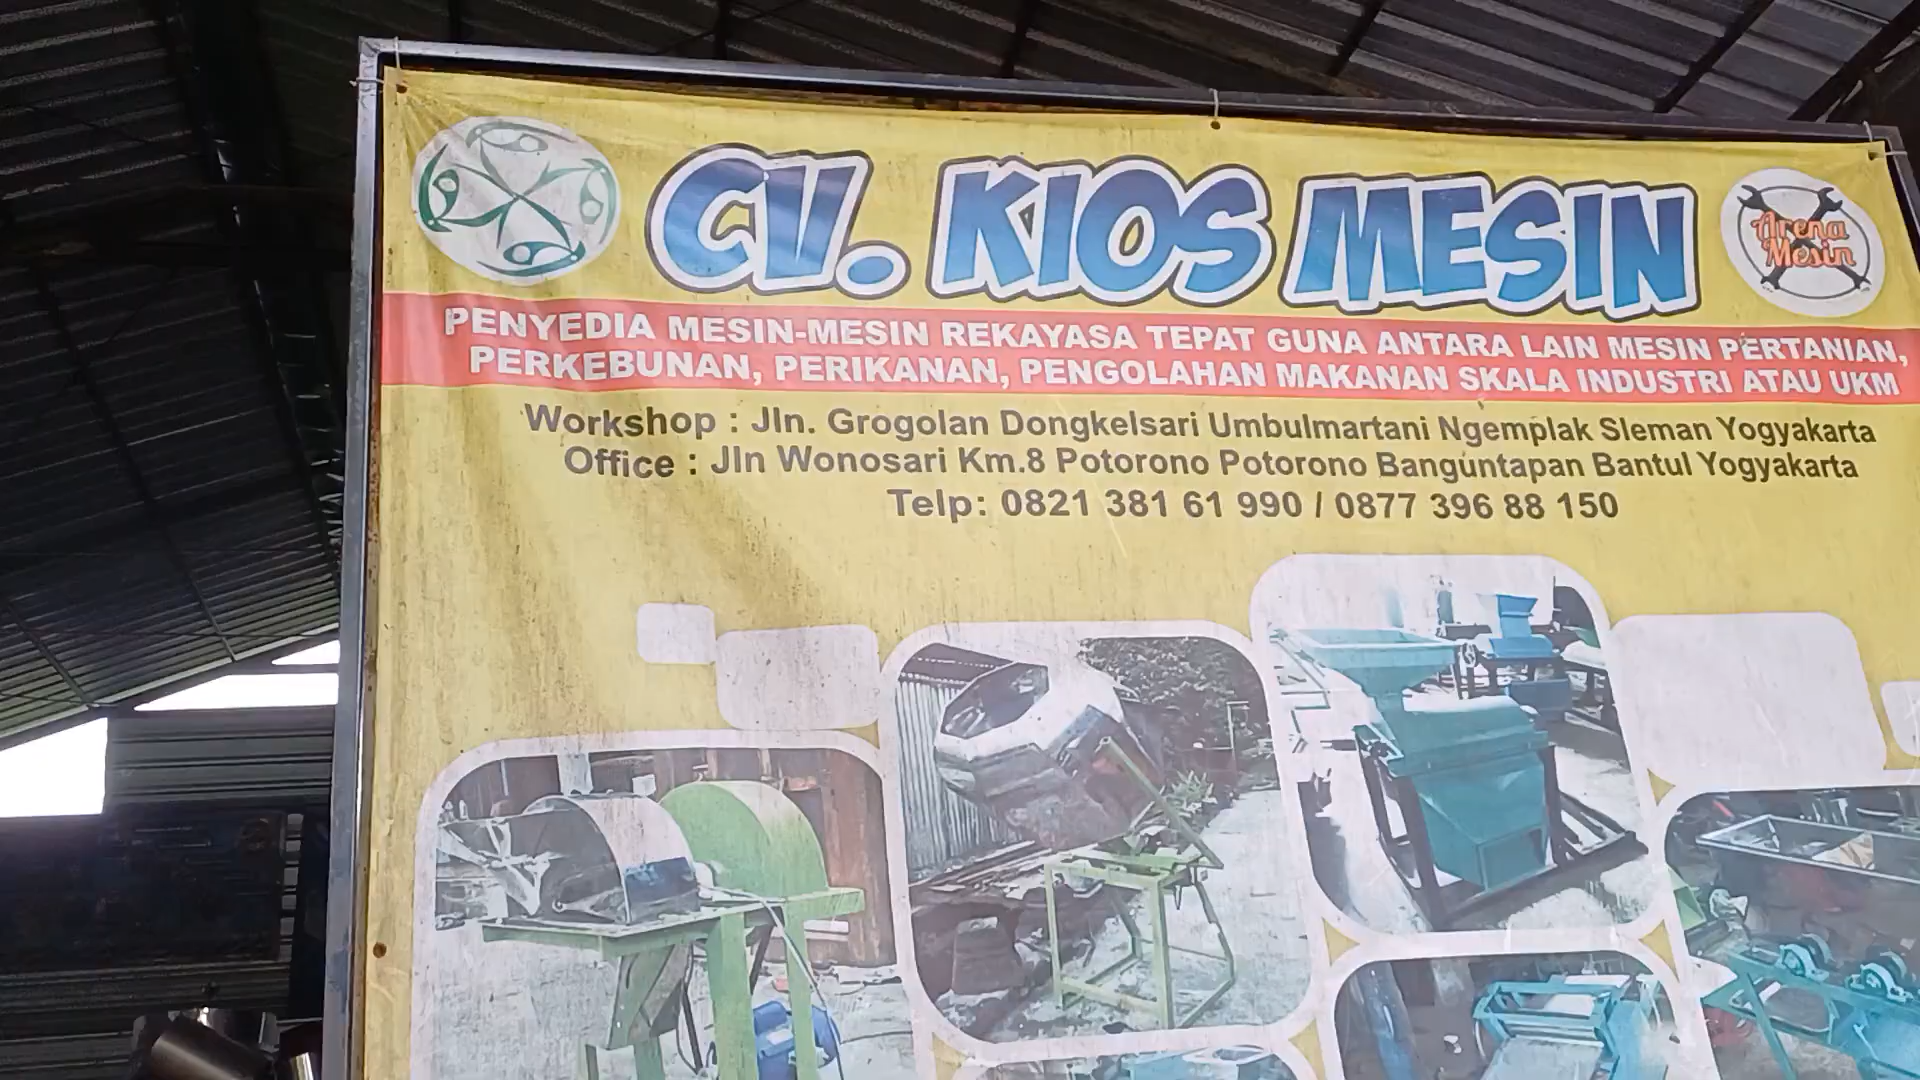 CV. KIOS MESIN
Arena
Mesin
PENYEDIA MESIN-MESIN REKAYASA TEPAT GUNA ANTARA LAIN MESIN PERTANIAN,
PERKEBUNAN, PERIKANAN, PENGOLAHAN MAKANAN SKALA INDUSTRI ATAU UKM
Workshop : Jln. Grogolan Dongkelsari Umbulmartani Ngemplak Sleman Yogyakarta
Office : Jln Wonosari Km.8 Potorono Potorono Banguntapan Bantul Yogyakarta
Telp: 0821 381 61 990 / 0877 396 88 150